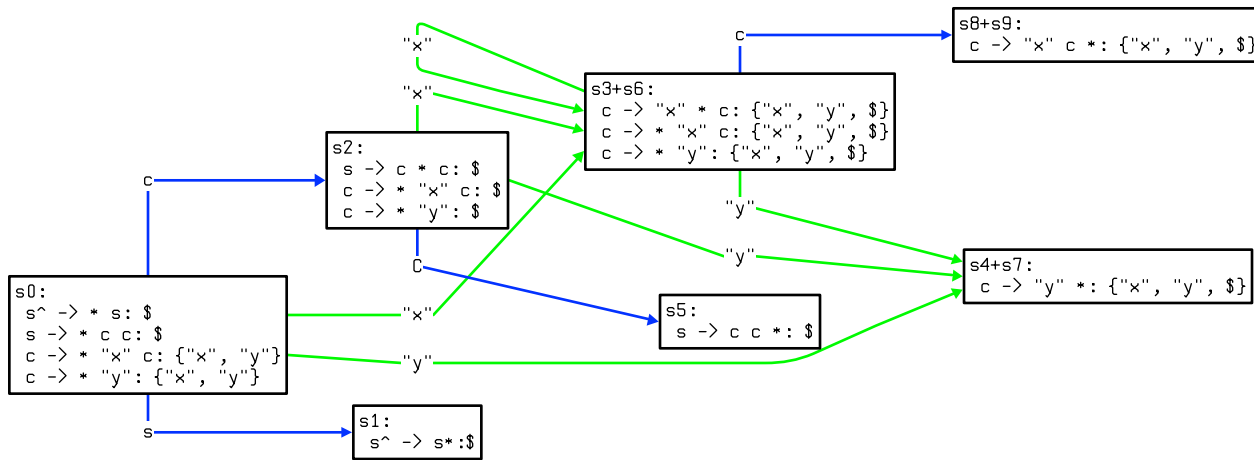 s8+s9:
c -> "x" c *: {"x", "y", $}
c
"x"
"x"
s3+s6:
c -> "x" * c: {"x", "y", $}
c -> * "x" c: {"x", "y", $}
c -> * "y": {"x", "y", $}
s2:
s -> c * c: $
c -> * "x" c: $
c -> * "y": $
c
"y"
"y"
C
s4+s7:
c -> "y" *: {"x", "y", $}
s0:
s^ -> * s: $
s -> * c c: $
c -> * "x" c: {"x", "y"}
c -> * "y": {"x", "y"}
"x"
"y"
s5:
s -> c c *: $
s1:
s^ -> s*:$
s